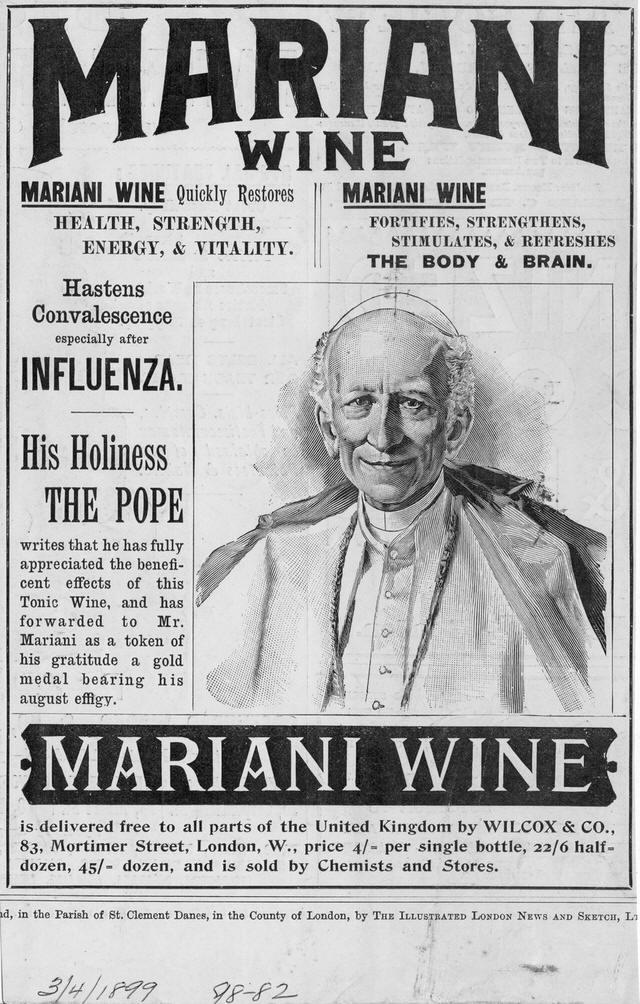 MARIANI
WINE
MARIANI WINE Quickly Restores
HEALTH, STRENGTH,
ENERGY, & VITALITY.
MARIANI WINE
FORTIFIES, STRENGTHENS,
STIMULATES, & REFRESHES
THE BODY & BRAIN.
Hastens
Convalescence
especially after
INFLUENZA.
His Holiness
THE POPE
writes that he has fully
appreciated the benefi-
cent effects of this
Tonic Wine, and has
forwarded to Mr.
Mariani as a token of
his gratitude a gold
medal bearing his
august effigy.
MARIANI WINE
is delivered free to all parts of the United Kingdom by WILCOX & CO.,
83, Mortimer Street, London, W., price 4/= per single bottle, 22/6 half=
dozen, 45/= dozen, and is sold by Chemists and Stores.
in the Parish of St. Clement Danes, in the County of London, by THE ILLUSTRATED LONDON NEWS AND SKETCH,
3/4/1899 98-82